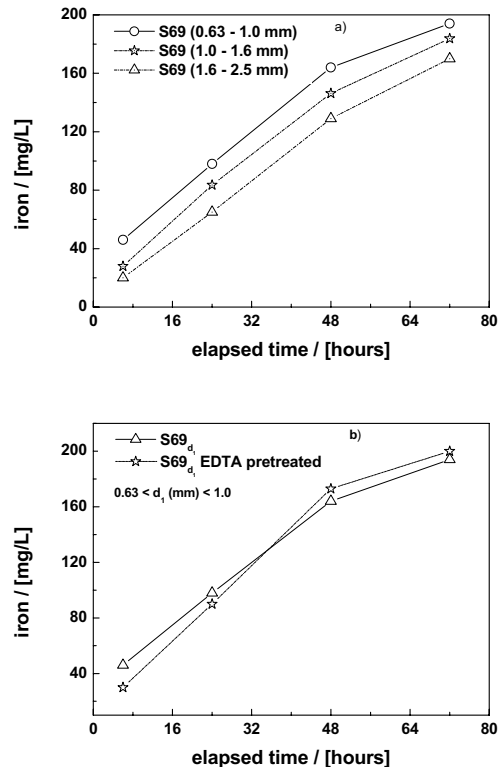 200
160
120
80
40
0
iron / [mg/L]
S69 (0.63 - 1.0 mm)
S69 (1.0 - 1.6 mm)
S69 (1.6 - 2.5 mm)
a)
0 16 32 48 64 80
elapsed time / [hours]
200
160
120
80
40
iron / [mg/L]
S69d1
S69d1 EDTA pretreated
0.63 < d1 (mm) < 1.0
b)
0 16 32 48 64 80
elapsed time / [hours]